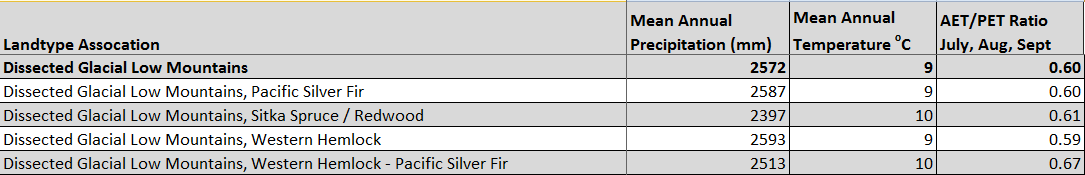 Landtype Assocation Mean Annual Precipitation (mm) Mean Annual Temperature ⁰C AET/PET Ratio July, Aug, Sept
Dissected Glacial Low Mountains 2572 9 0.60
Dissected Glacial Low Mountains, Pacific Silver Fir 2587 9 0.60
Dissected Glacial Low Mountains, Sitka Spruce / Redwood 2397 10 0.61
Dissected Glacial Low Mountains, Western Hemlock 2593 9 0.59
Dissected Glacial Low Mountains, Western Hemlock - Pacific Silver Fir 2513 10 0.67